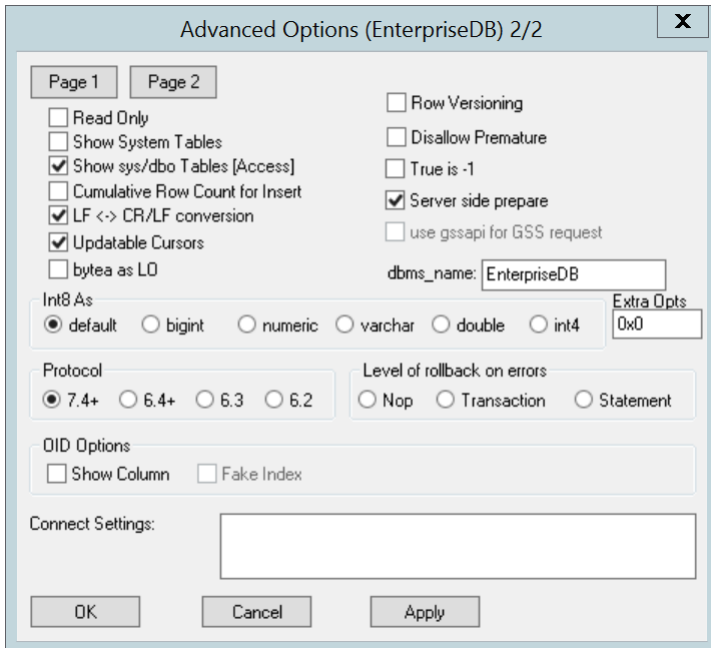 Advanced Options (EnterpriseDB) 2/2
X
Page 1 Page 2
Read Only
Show System Tables
Show sys/dbo Tables [Access]
Cumulative Row Count for Insert
LF <-> CR/LF conversion
Updatable Cursors
bytea as LO
Row Versioning
Disallow Premature
True is -1
Server side prepare
use gssapi for GSS request
dbms_name: EnterpriseDB
Int8 As
default bigint numeric varchar double int4
Extra Opts
0x0
Protocol
7.4+ 6.4+ 6.3 6.2
Level of rollback on errors
Nop Transaction Statement
OID Options
Show Column Fake Index
Connect Settings:
OK Cancel Apply